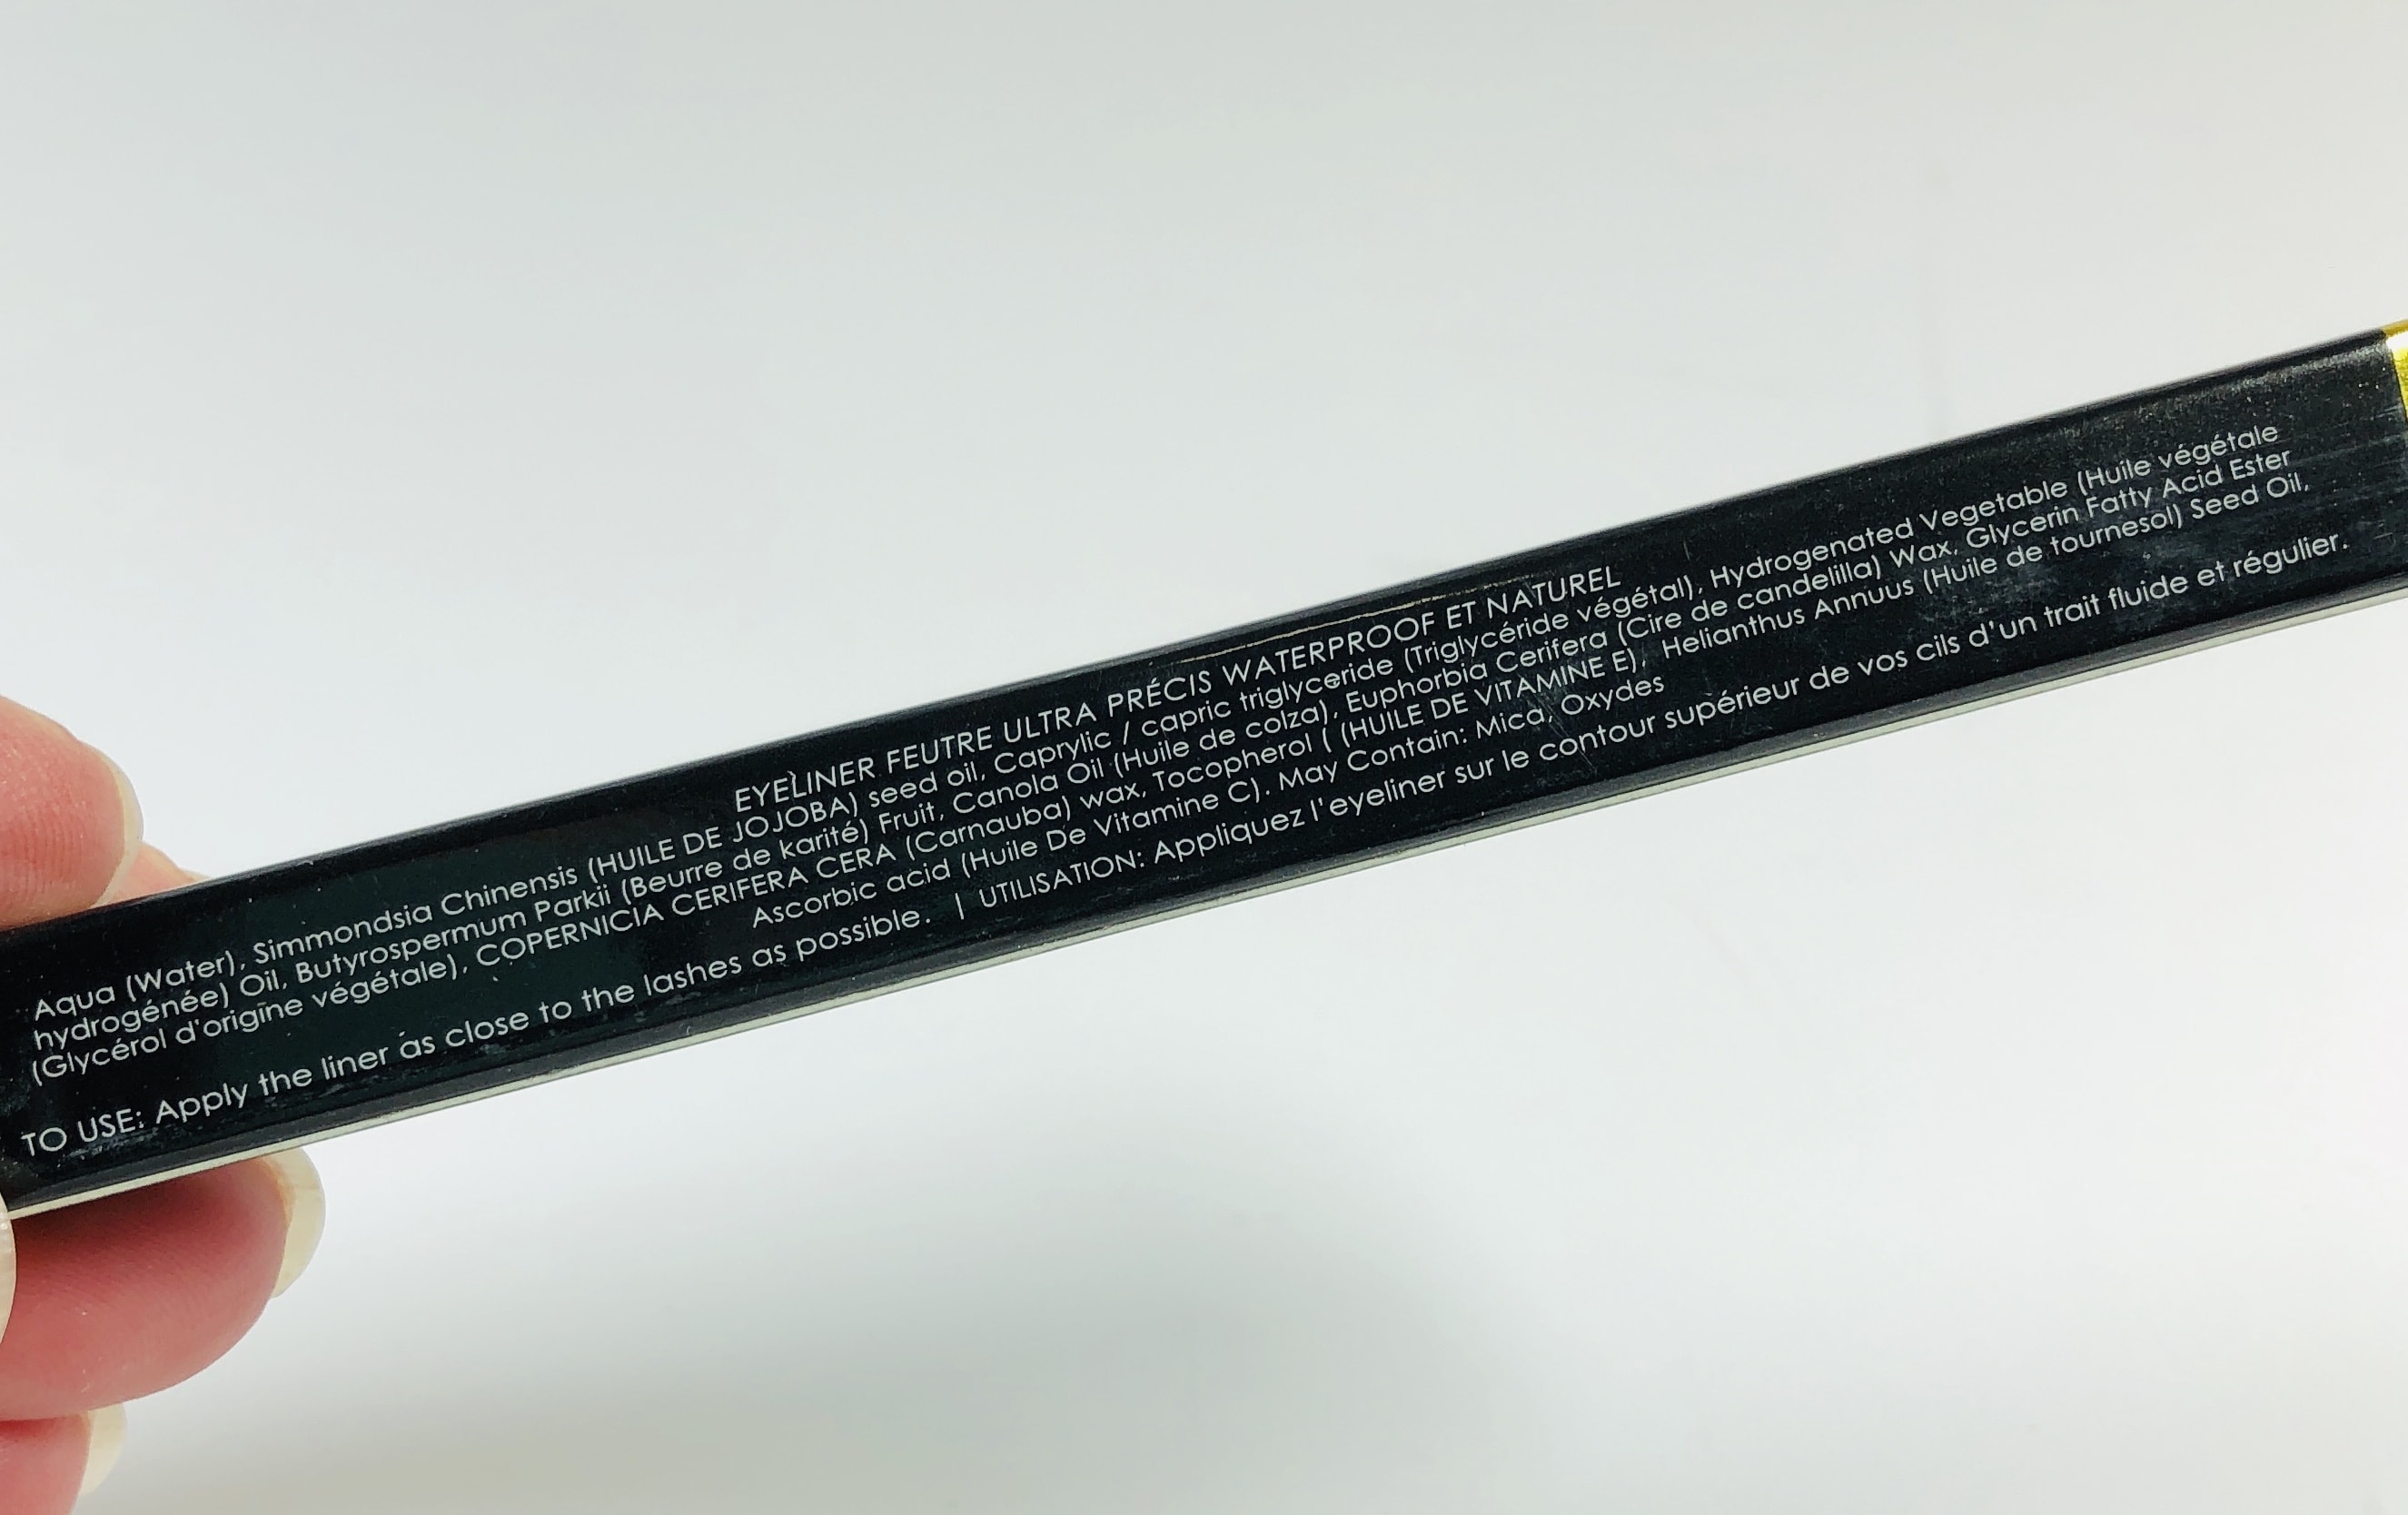 EYELINER FEUTRE ULTRA PRÉCIS WATERPROOF ET NATUREL
Aqua (Water), Simmondsia Chinensis (HUILE DE JOJOBA) seed oil, Caprylic / capric triglyceride (Triglycéride végétal), Hydrogenated Vegetable (Huile végétale
hydrogénée) Oil, Butyrospermum Parkii (Beurre de karité) Fruit, Canola Oil (Huile de colza), Euphorbia Cerifera (Cire de candelilla) Wax, Glycerin Fatty Acid Ester
(Glycérol d'origine végétale), COPERNICIA CERIFERA CERA (Carnauba) wax, Tocopherol ( (HUILE DE VITAMINE E), Helianthus Annuus (Huile de tournesol) Seed Oil,
Ascorbic acid (Huile De Vitamine C). May Contain: Mica, Oxydes
TO USE: Apply the liner as close to the lashes as possible. | UTILISATION: Appliquez l'eyeliner sur le contour supérieur de vos cils d'un trait fluide et régulier.